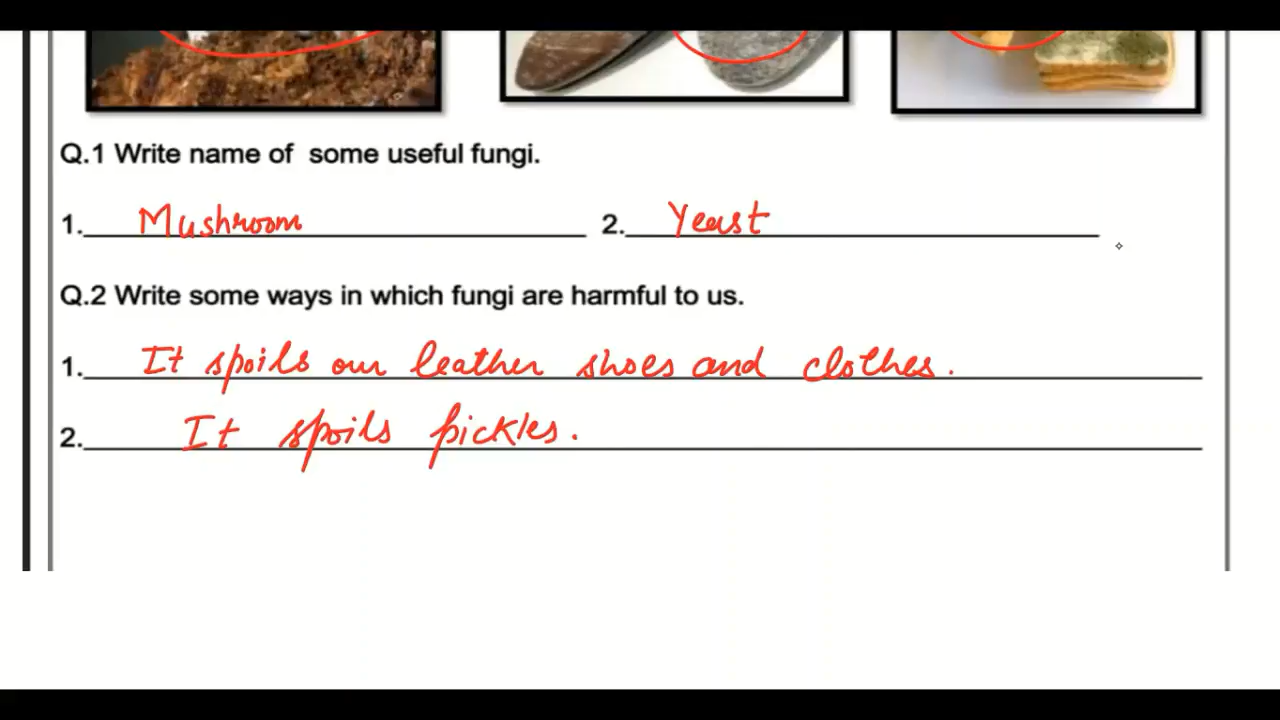 Q.1 Write name of some useful fungi.
1. Mushroom 2. Yeast
Q.2 Write some ways in which fungi are harmful to us.
1. It spoils our leather shoes and clothes.
2. It spoils pickles.